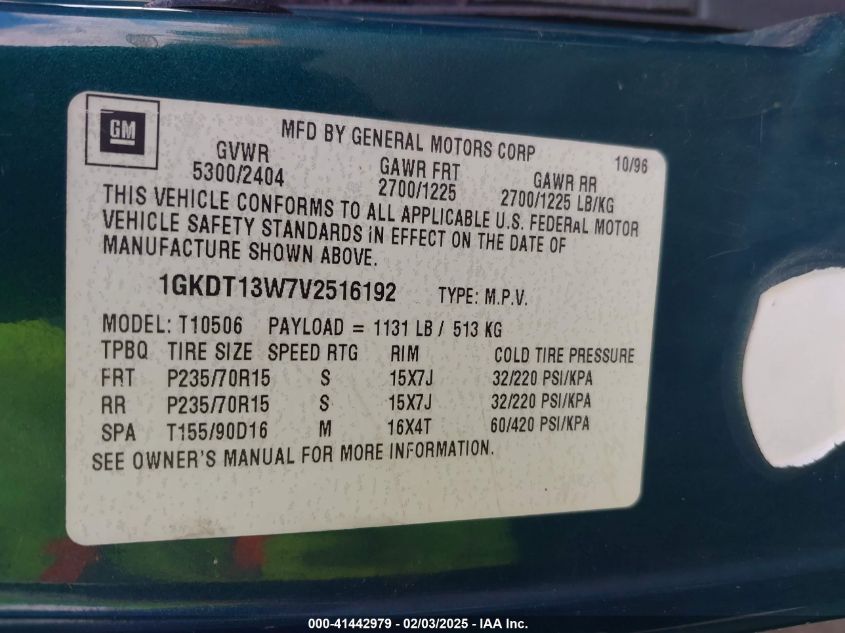 GM
MFD BY GENERAL MOTORS CORP 10/96
GVWR GAWR FRT GAWR RR
5300/2404 2700/1225 2700/1225 LB/KG
THIS VEHICLE CONFORMS TO ALL APPLICABLE U.S. FEDERAL MOTOR
VEHICLE SAFETY STANDARDS IN EFFECT ON THE DATE OF
MANUFACTURE SHOWN ABOVE.
1GKDT13W7V2516192 TYPE: M.P.V.
MODEL: T10506 PAYLOAD = 1131 LB / 513 KG
TPBQ TIRE SIZE SPEED RTG RIM COLD TIRE PRESSURE
FRT P235/70R15 S 15X7J 32/220 PSI/KPA
RR P235/70R15 S 15X7J 32/220 PSI/KPA
SPA T155/90D16 M 16X4T 60/420 PSI/KPA
SEE OWNER'S MANUAL FOR MORE INFORMATION.
000-41442979 - 02/03/2025 - IAA Inc.